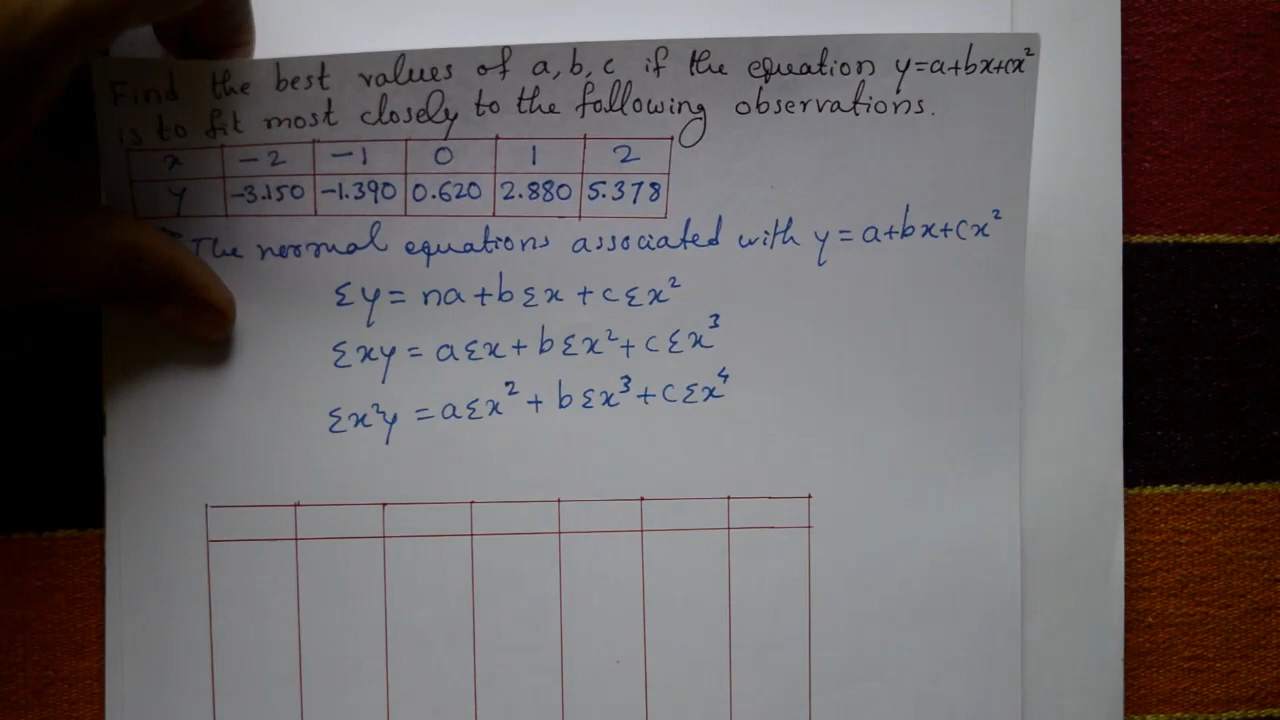 Find the best values of a, b, c if the equation y=a+bx+cx²
is to fit most closely to the following observations.
x -2 -1 0 1 2
y -3.150 -1.390 0.620 2.880 5.378
The normal equations associated with y = a+bx+cx²
Σy = na+bΣx+cΣx²
Σxy = aΣx+bΣx²+cΣx³
Σx²y = aΣx²+bΣx³+cΣx⁴